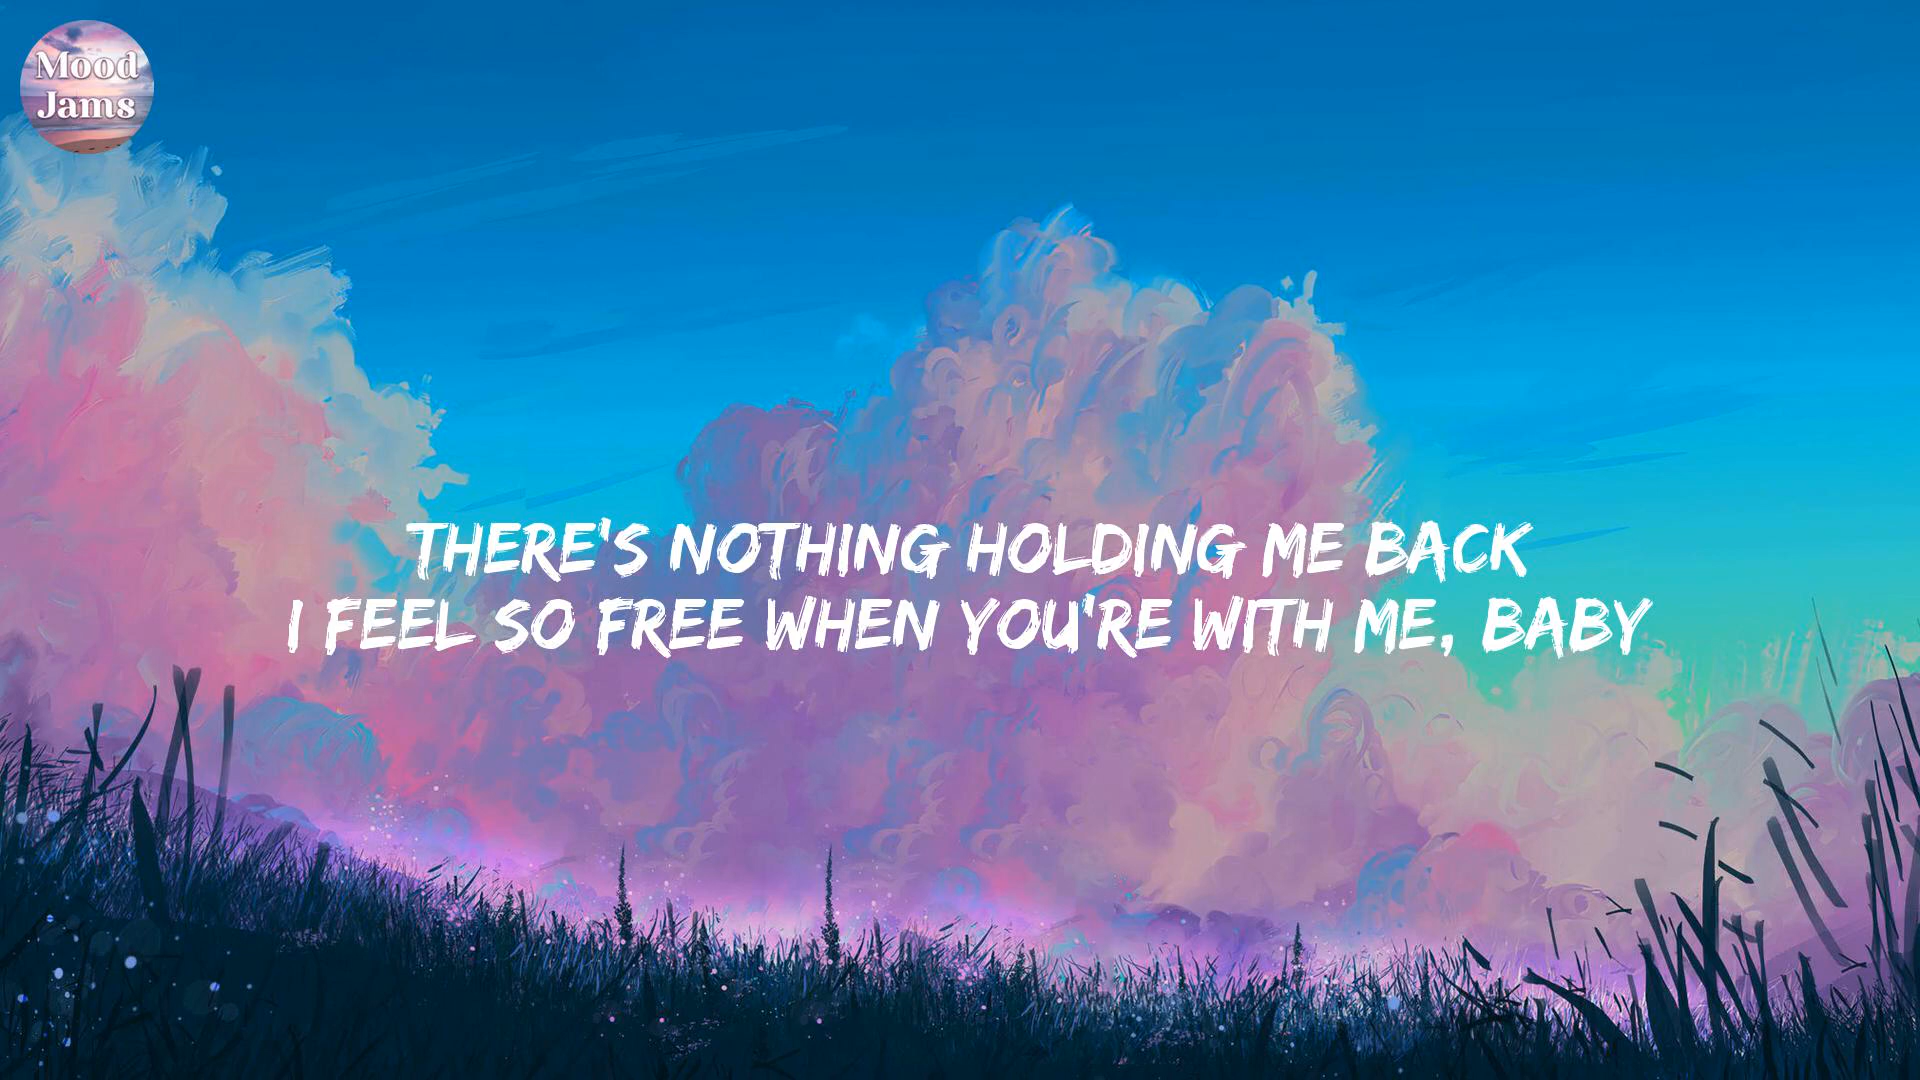 Mood
Jams
THERE'S NOTHING HOLDING ME BACK
I FEEL SO FREE WHEN YOU'RE WITH ME, BABY